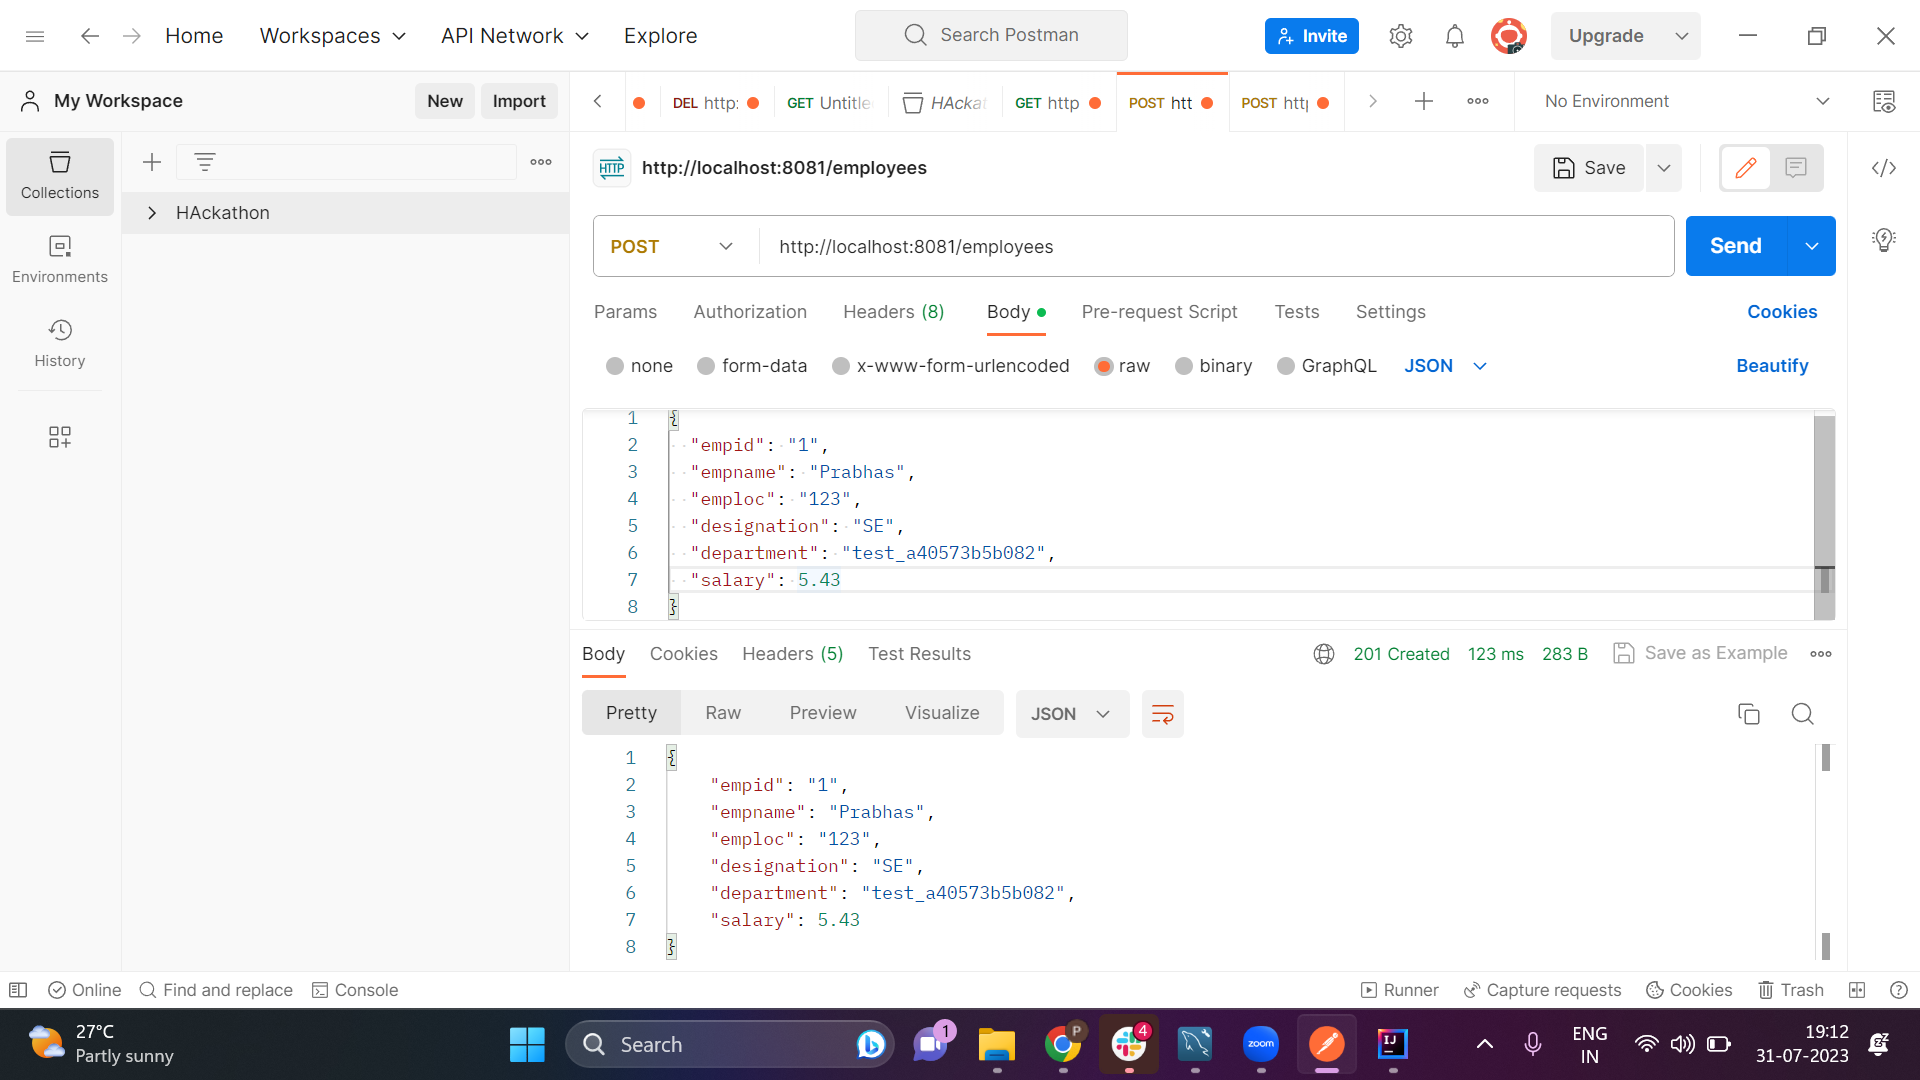 Home
Workspaces
API Network
Explore
Search Postman
Invite
Upgrade
My Workspace
New
Import
DEL http:
GET Untitle
HAckat
GET http
POST htt
POST http
No Environment
Collections
Environments
History
HAckathon
HTTP
http://localhost:8081/employees
Save
POST
http://localhost:8081/employees
Send
Params
Authorization
Headers (8)
Body
Pre-request Script
Tests
Settings
Cookies
none
form-data
x-www-form-urlencoded
raw
binary
GraphQL
JSON
Beautify
1 {
2 "empid": "1",
3 "empname": "Prabhas",
4 "emploc": "123",
5 "designation": "SE",
6 "department": "test_a40573b5b082",
7 "salary": 5.43
8 }
Body
Cookies
Headers (5)
Test Results
201 Created
123 ms
283 B
Save as Example
Pretty
Raw
Preview
Visualize
JSON
1 {
2 "empid": "1",
3 "empname": "Prabhas",
4 "emploc": "123",
5 "designation": "SE",
6 "department": "test_a40573b5b082",
7 "salary": 5.43
8 }
Online
Find and replace
Console
Runner
Capture requests
Cookies
Trash
27°C
Partly sunny
Search
1
P
4
zoom
IJ
ENG
IN
19:12
31-07-2023